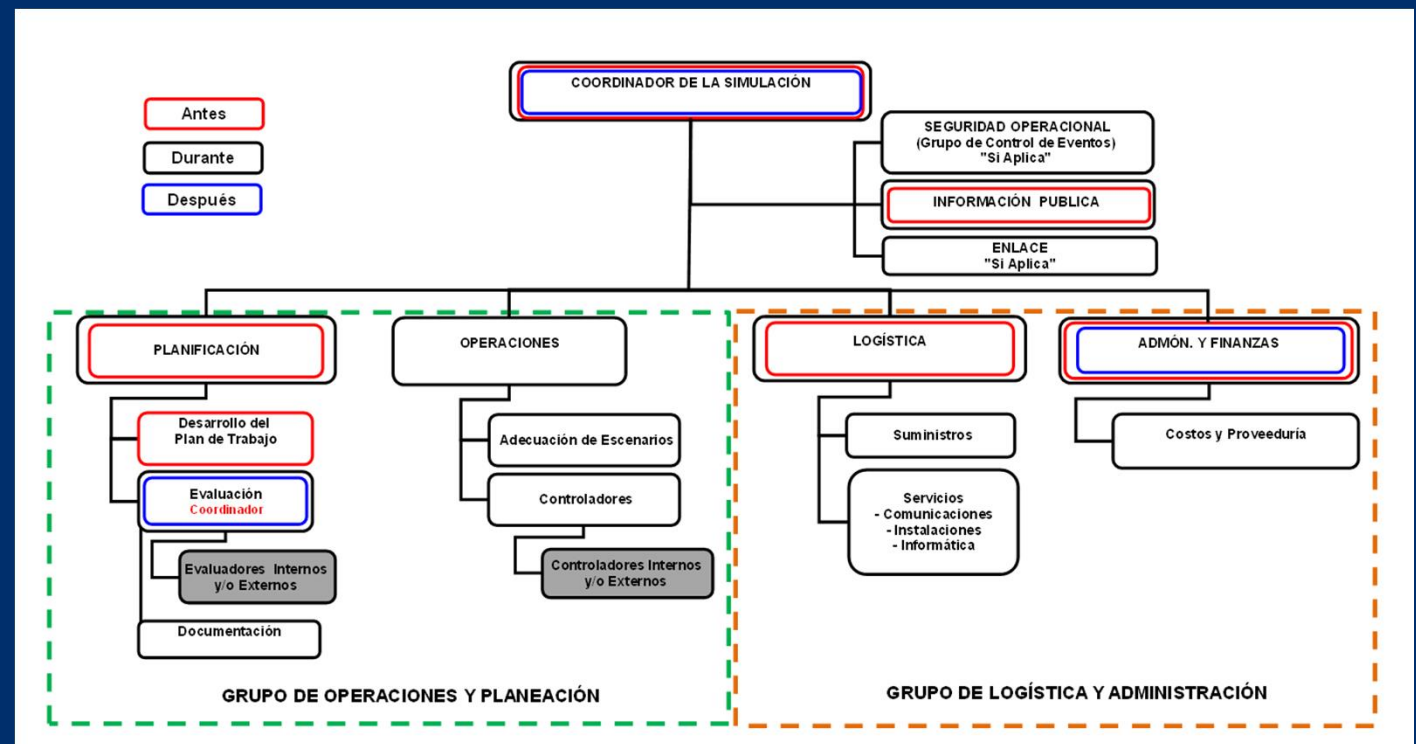 COORDINADOR DE LA SIMULACIÓN
Antes
Durante
Después
SEGURIDAD OPERACIONAL
(Grupo de Control de Eventos)
"Si Aplica"
INFORMACIÓN PUBLICA
ENLACE
"Si Aplica"
PLANIFICACIÓN
OPERACIONES
LOGÍSTICA
ADMÓN. Y FINANZAS
Desarrollo del
Plan de Trabajo
Evaluación
Coordinador
Evaluadores Internos
y/o Externos
Documentación
Adecuación de Escenarios
Controladores
Controladores Internos
y/o Externos
Suministros
Servicios
- Comunicaciones
- Instalaciones
- Informática
Costos y Proveeduría
GRUPO DE OPERACIONES Y PLANEACIÓN
GRUPO DE LOGÍSTICA Y ADMINISTRACIÓN